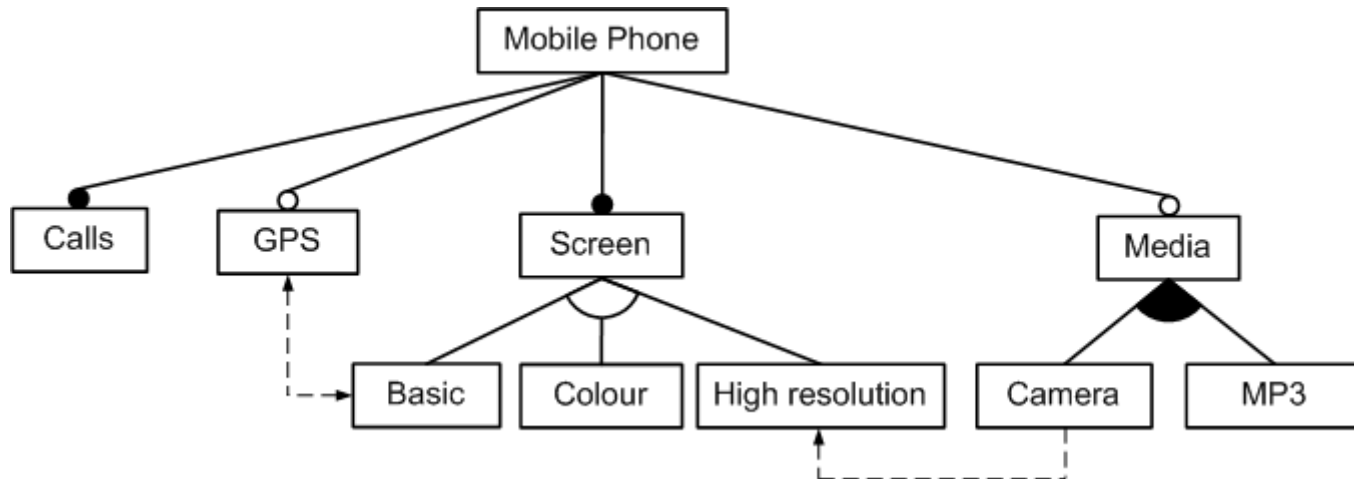 Mobile Phone
Calls
GPS
Screen
Media
Basic
Colour
High resolution
Camera
MP3